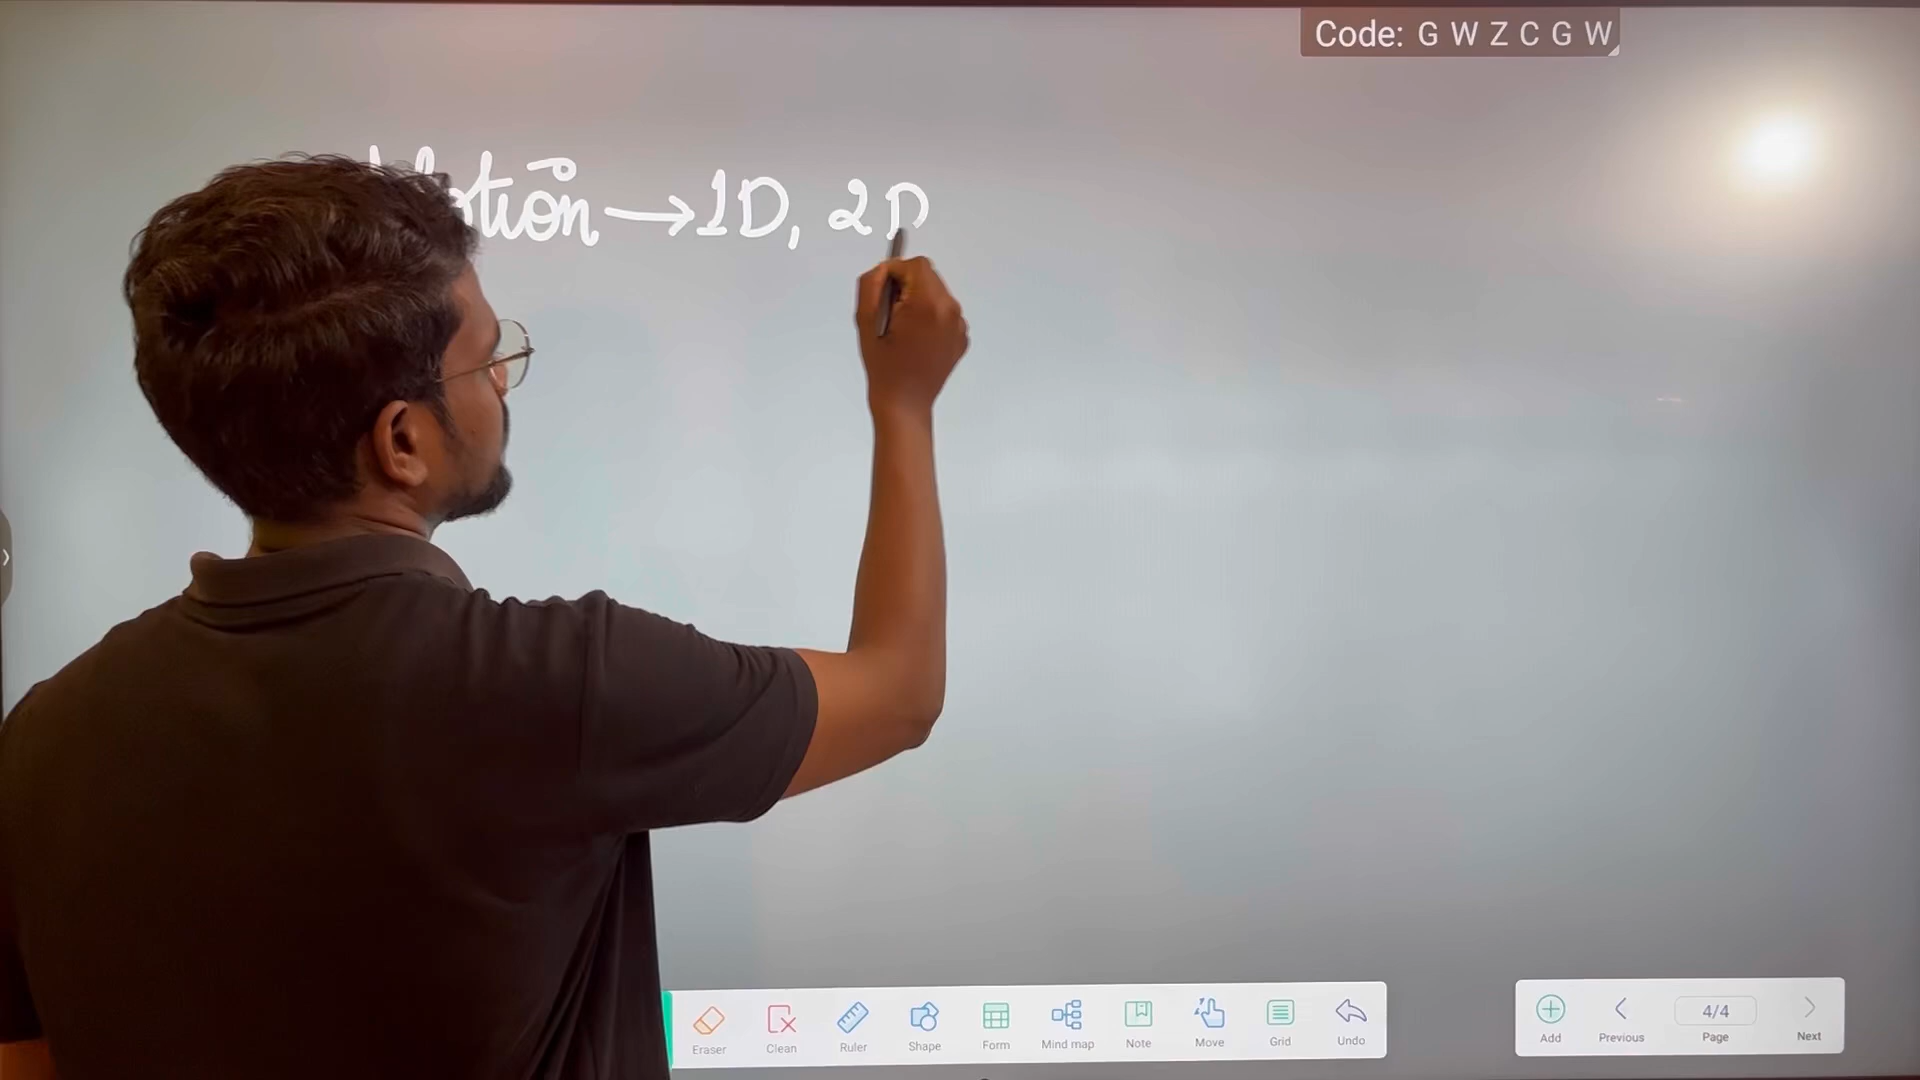 Code: G W Z C G W
Motion → 1D, 2D
Eraser Clean Ruler Shape Form Mind map Note Move Grid Undo
Add Previous 4/4 Page Next